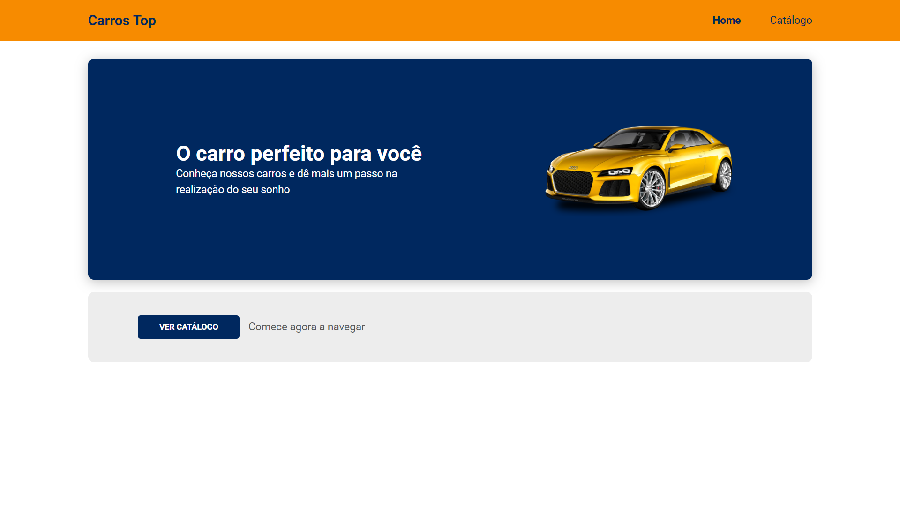 Carros Top
Home
Catálogo
O carro perfeito para você
Conheça nossos carros e dê mais um passo na
realização do seu sonho
VER CATÁLOGO
Comece agora a navegar